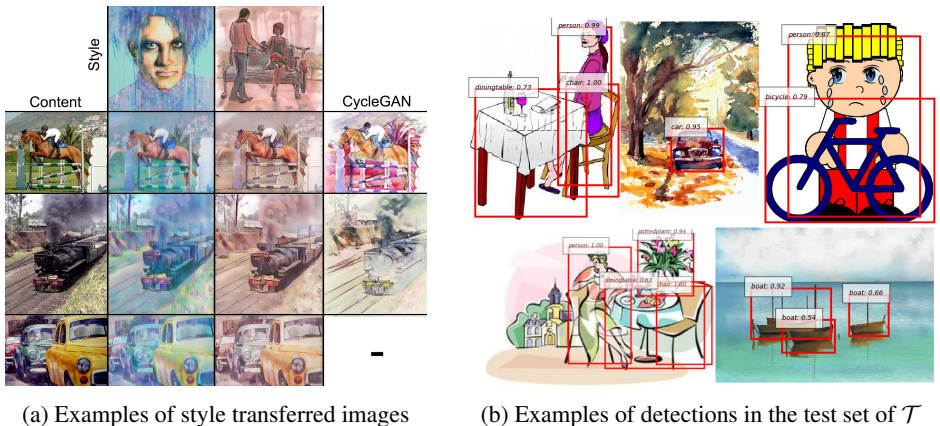 Style
Content
CycleGAN
-
(a) Examples of style transferred images
person: 0.99
diningtable: 0.73
chair: 1.00
car: 0.95
person: 0.87
bicycle: 0.79
pottedplant: 0.94
person: 1.00
diningtable: 0.63
chair: 1.00
boat: 0.92
boat: 0.66
boat: 0.54
(b) Examples of detections in the test set of 𝒯